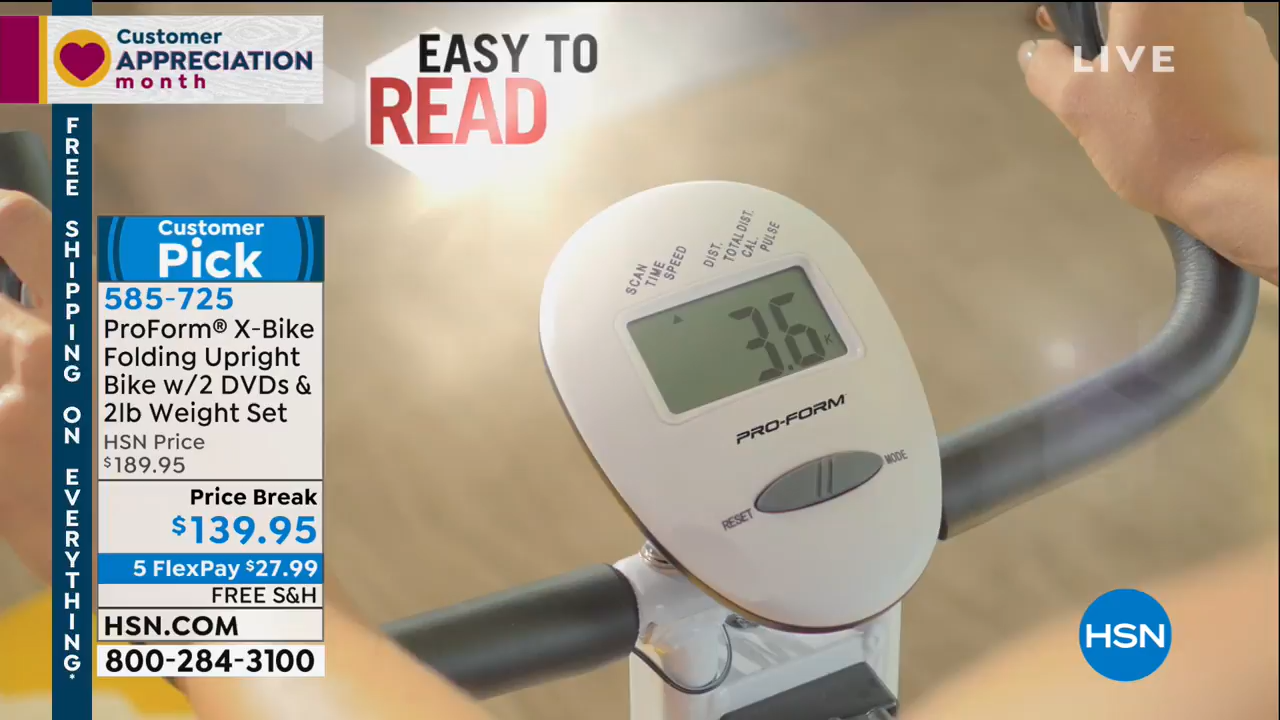 Customer
APPRECIATION
month
EASY TO
READ
LIVE
FREE SHIPPING ON EVERYTHING*
Customer
Pick
585-725
ProForm® X-Bike
Folding Upright
Bike w/2 DVDs &
2lb Weight Set
HSN Price
$189.95
Price Break
$139.95
5 FlexPay $27.99
FREE S&H
HSN.COM
800-284-3100
SCAN
TIME
SPEED
DIST.
TOTAL DIST.
CAL.
PULSE
3.6
K
PRO-FORM
RESET
MODE
HSN